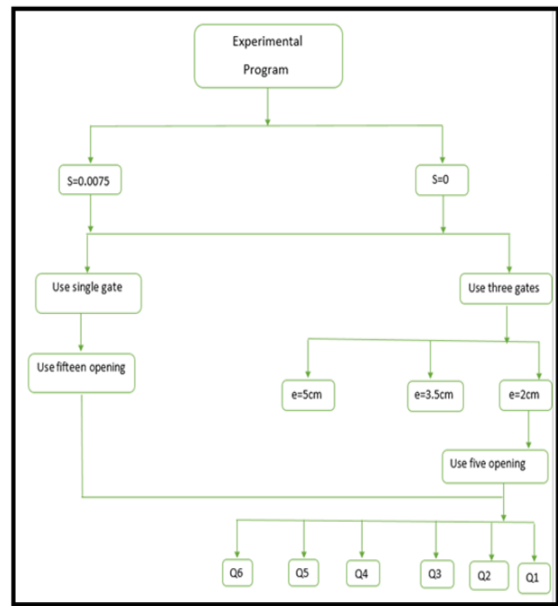 Experimental
Program
S=0.0075
S=0
Use single gate
Use three gates
Use fifteen opening
e=5cm
e=3.5cm
e=2cm
Use five opening
Q6
Q5
Q4
Q3
Q2
Q1